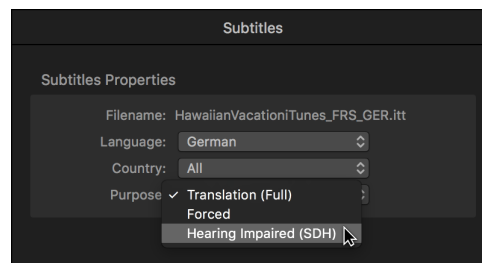 Subtitles
Subtitles Properties
Filename: HawaiianVacationiTunes_FRS_GER.itt
Language: German
Country: All
Purpose ✓ Translation (Full)
Forced
Hearing Impaired (SDH)